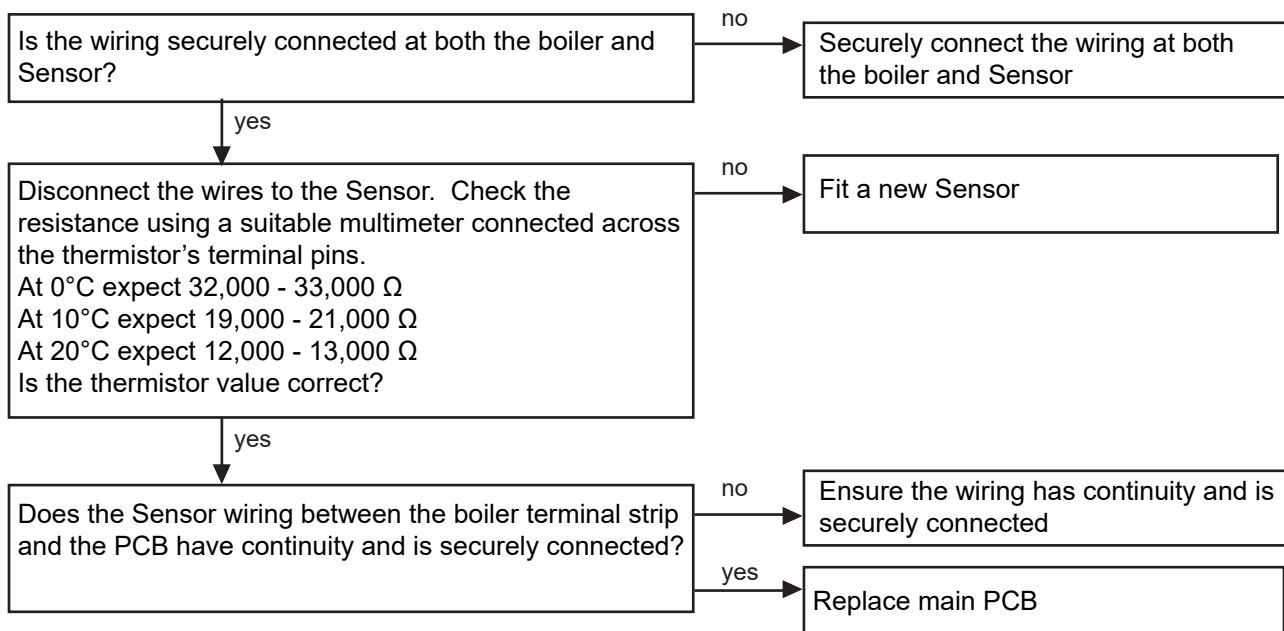 Is the wiring securely connected at both the boiler and
Sensor?
no
Securely connect the wiring at both
the boiler and Sensor
yes
Disconnect the wires to the Sensor.  Check the
resistance using a suitable multimeter connected across
the thermistor’s terminal pins.
At 0°C expect 32,000 - 33,000 Ω
At 10°C expect 19,000 - 21,000 Ω
At 20°C expect 12,000 - 13,000 Ω
Is the thermistor value correct?
no
Fit a new Sensor
yes
Does the Sensor wiring between the boiler terminal strip
and the PCB have continuity and is securely connected?
no
Ensure the wiring has continuity and is
securely connected
yes
Replace main PCB